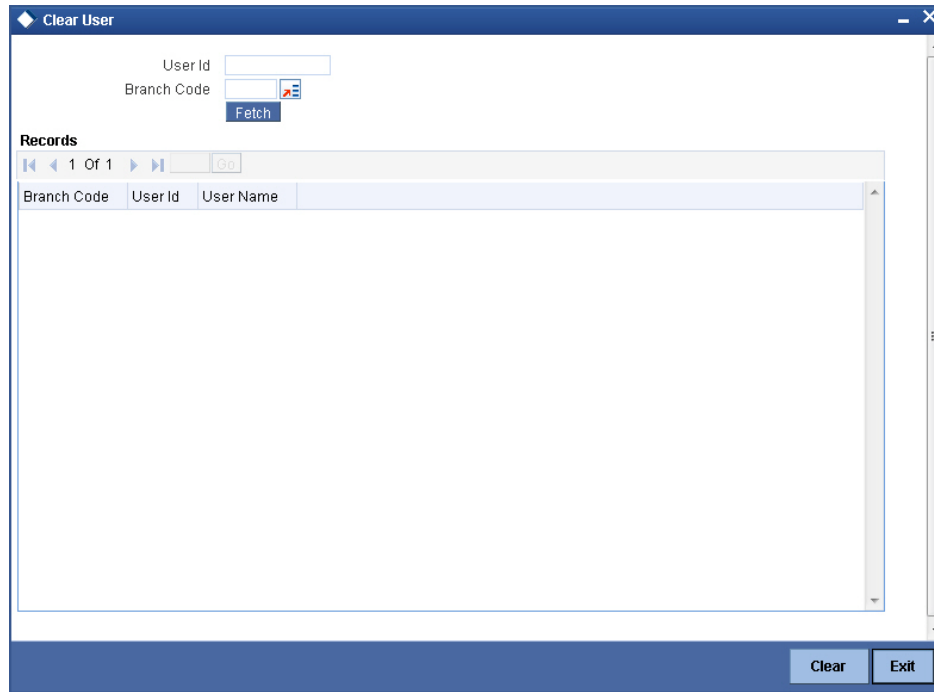 Clear User
User Id
Branch Code
Fetch
Records
1 Of 1 Go
Branch Code User Id User Name
Clear Exit